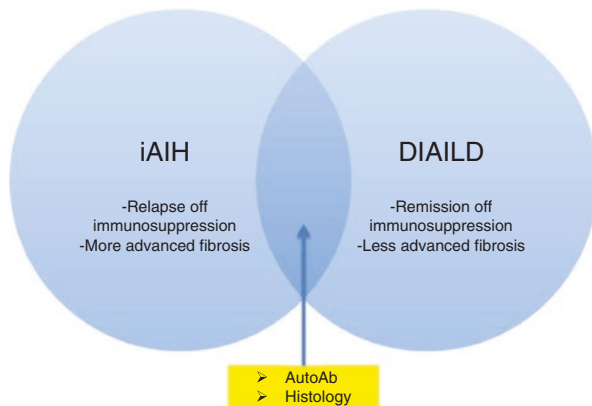 iAIH
-Relapse off
immunosuppression
-More advanced fibrosis
DIAILD
-Remission off
immunosuppression
-Less advanced fibrosis
➢ AutoAb
➢ Histology